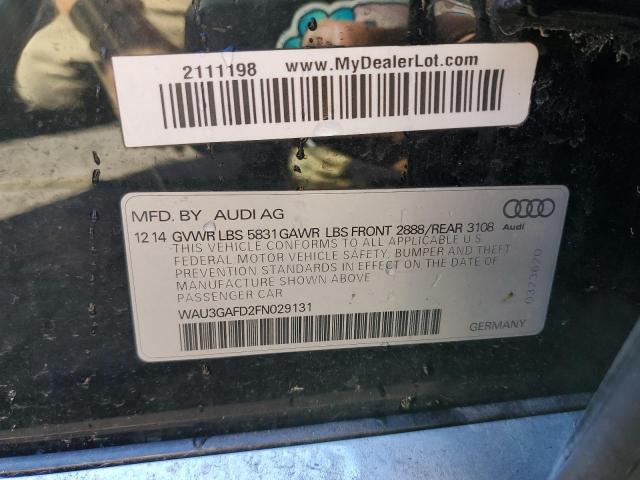 2111198 www.MyDealerLot.com
MFD. BY AUDI AG
12 14 GVWR LBS 5831 GAWR LBS FRONT 2888/REAR 3108 Audi
THIS VEHICLE CONFORMS TO ALL APPLICABLE U.S.
FEDERAL MOTOR VEHICLE SAFETY, BUMPER AND THEFT
PREVENTION STANDARDS IN EFFECT ON THE DATE OF
MANUFACTURE SHOWN ABOVE
PASSENGER CAR
WAU3GAFD2FN029131
0323620
GERMANY